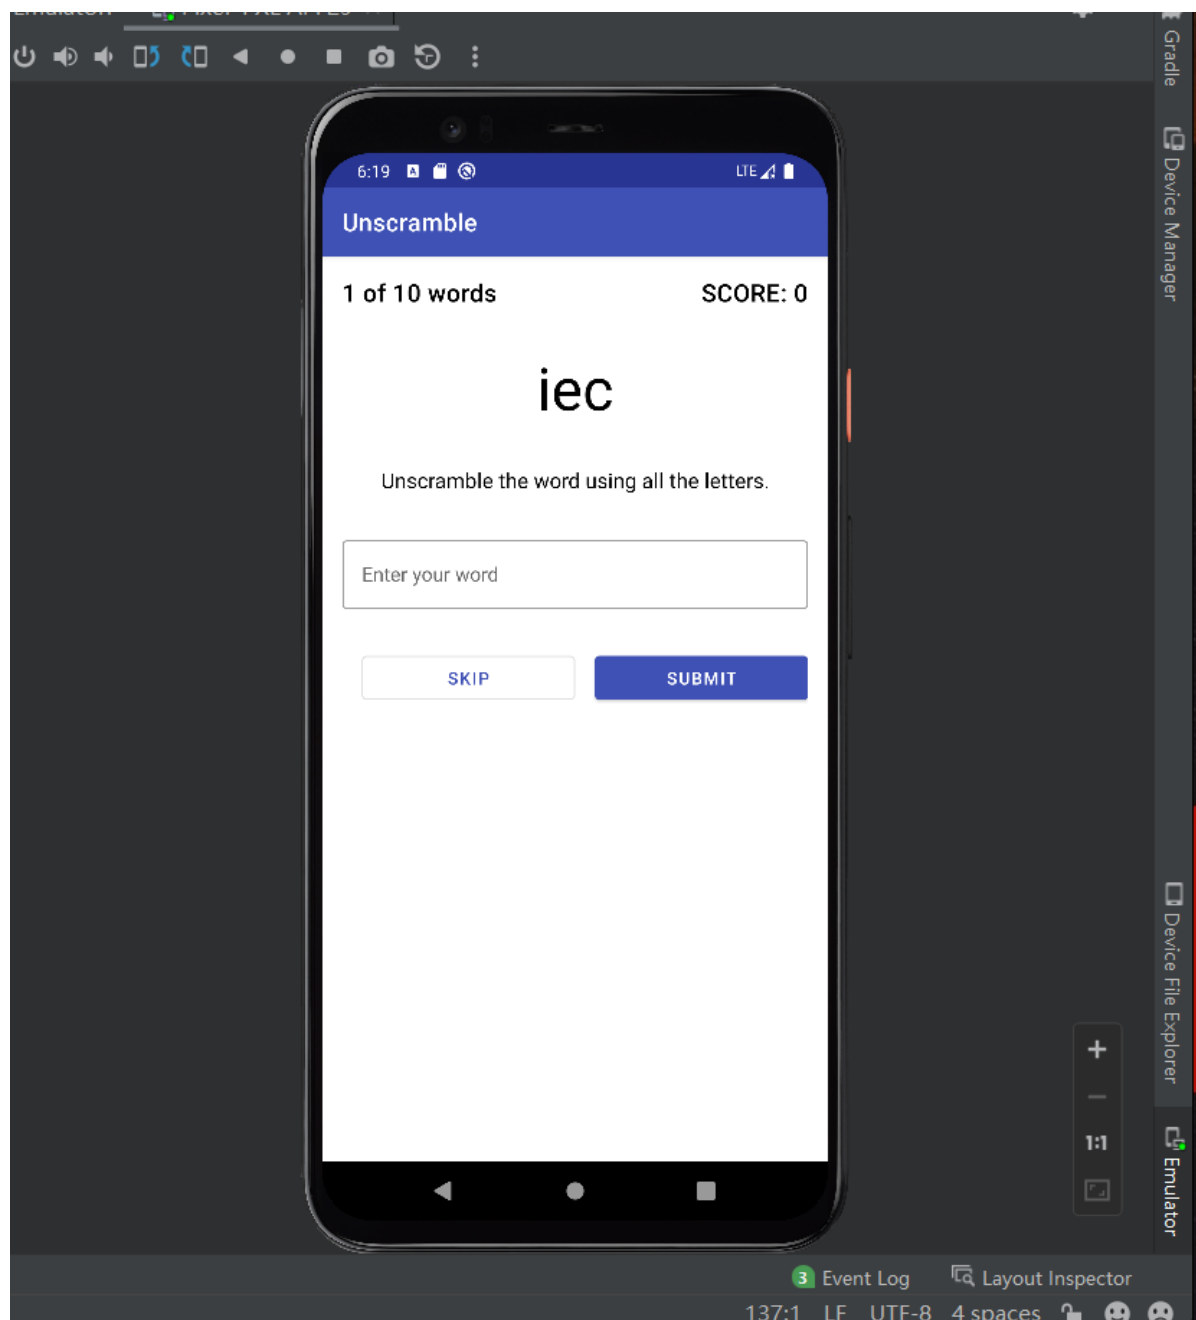 Emulator:
6:19 LTE
Unscramble
1 of 10 words SCORE: 0
iec
Unscramble the word using all the letters.
Enter your word
SKIP SUBMIT
Gradle
Device Manager
Device File Explorer
1:1
Emulator
3 Event Log Layout Inspector
137:1 LF UTF-8 4 spaces